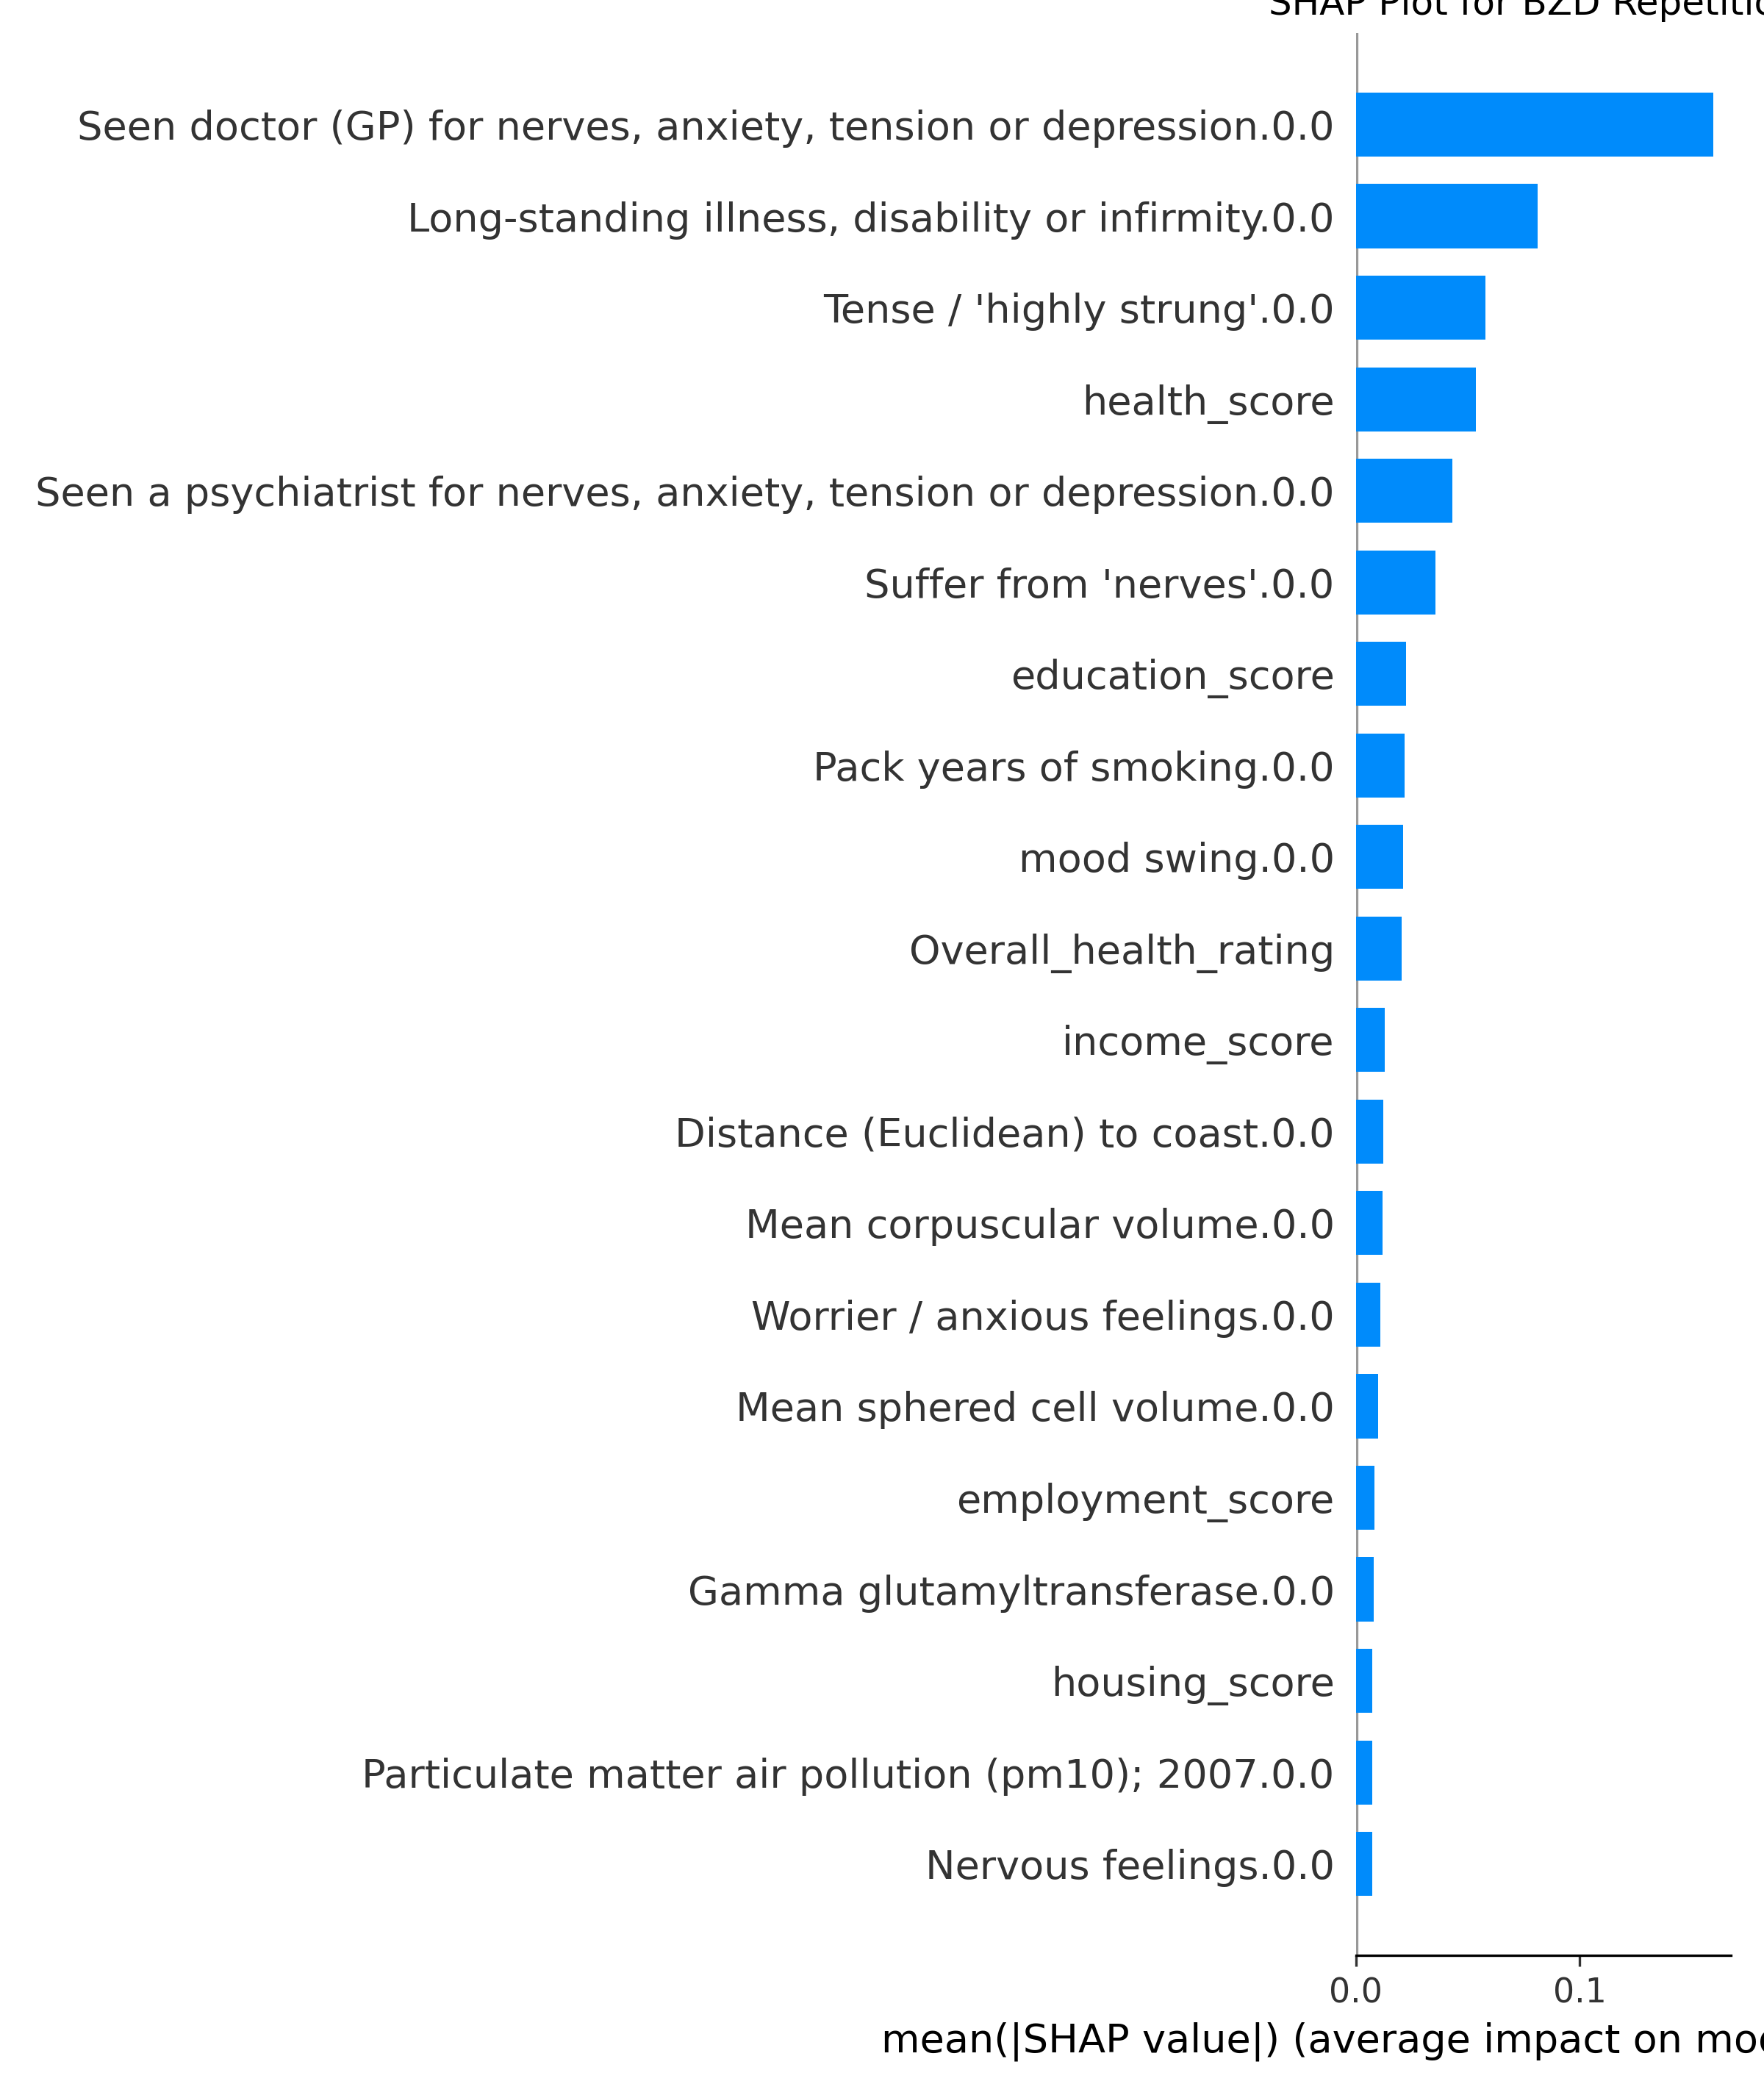 SHAP Plot for BZD
Seen doctor (GP) for nerves, anxiety, tension or depression.0.0
Long-standing illness, disability or infirmity.0.0
Tense / 'highly strung'.0.0
health_score
Seen a psychiatrist for nerves, anxiety, tension or depression.0.0
Suffer from 'nerves'.0.0
education_score
Pack years of smoking.0.0
mood swing.0.0
Overall_health_rating
income_score
Distance (Euclidean) to coast.0.0
Mean corpuscular volume.0.0
Worrier / anxious feelings.0.0
Mean sphered cell volume.0.0
employment_score
Gamma glutamyltransferase.0.0
housing_score
Particulate matter air pollution (pm10); 2007.0.0
Nervous feelings.0.0
0.0 0.1
mean(|SHAP value|) (average impact on